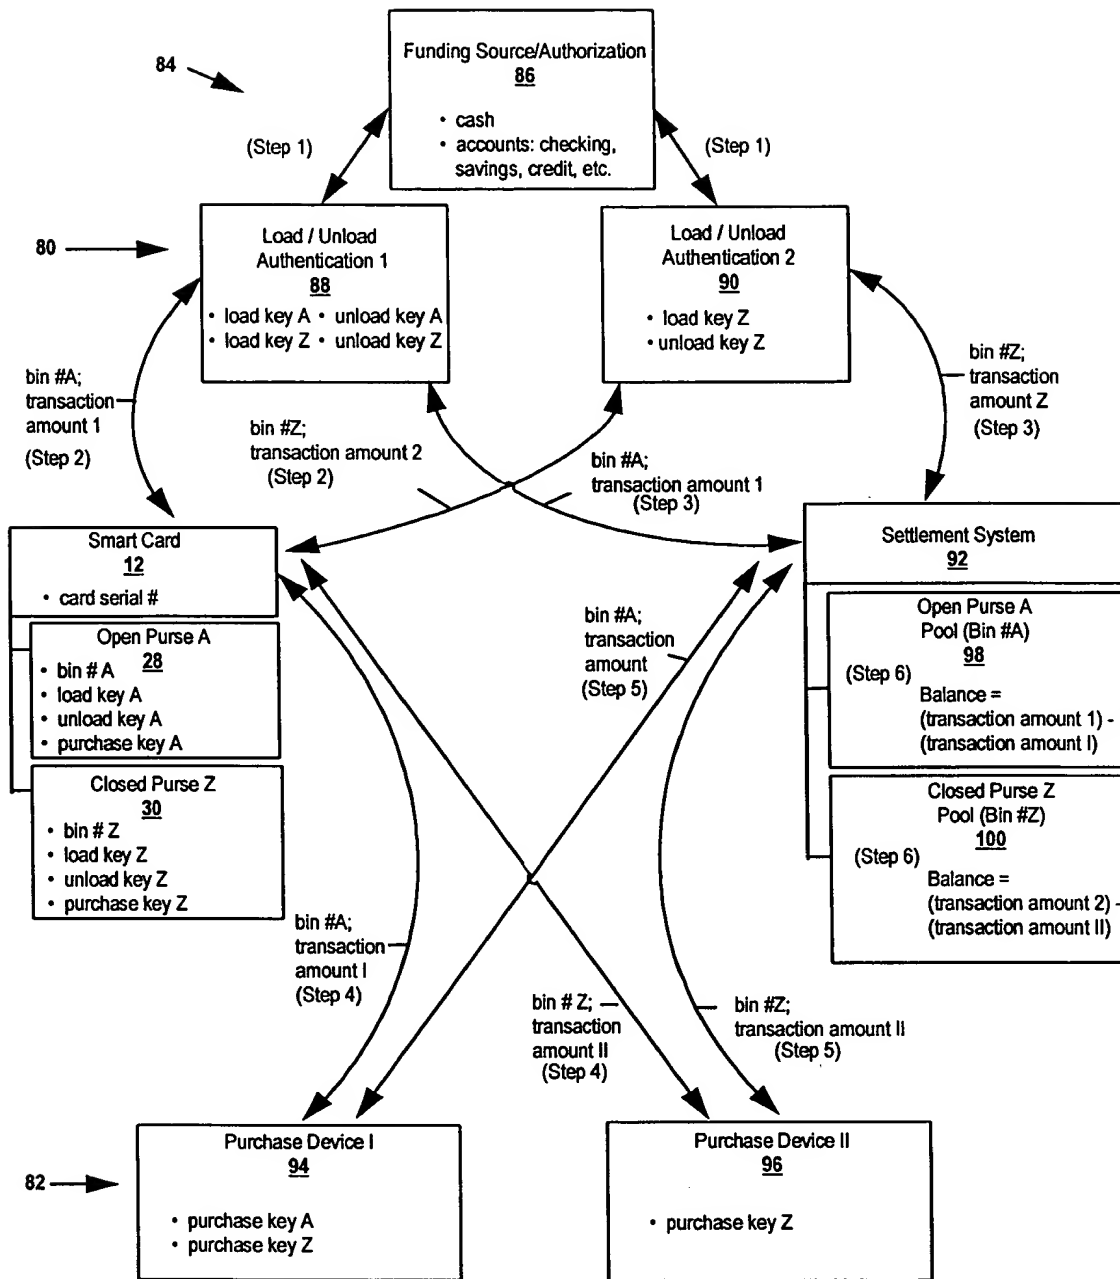 Funding Source/Authorization
86
• cash
• accounts: checking,
savings, credit, etc.
84
(Step 1)
(Step 1)
80
Load / Unload
Authentication 1
88
• load key A • unload key A
• load key Z • unload key Z
Load / Unload
Authentication 2
90
• load key Z
• unload key Z
bin #A;
transaction
amount 1
(Step 2)
bin #Z;
transaction amount 2
(Step 2)
bin #A;
transaction amount 1
(Step 3)
bin #Z;
transaction
amount Z
(Step 3)
Smart Card
12
• card serial #
Open Purse A
28
• bin # A
• load key A
• unload key A
• purchase key A
Closed Purse Z
30
• bin # Z
• load key Z
• unload key Z
• purchase key Z
Settlement System
92
Open Purse A
Pool (Bin #A)
98
(Step 6)
Balance =
(transaction amount 1) -
(transaction amount I)
Closed Purse Z
Pool (Bin #Z)
100
(Step 6)
Balance =
(transaction amount 2) -
(transaction amount II)
bin #A;
transaction
amount
(Step 5)
bin #A;
transaction
amount I
(Step 4)
bin # Z;
transaction
amount II
(Step 4)
bin #Z;
transaction amount II
(Step 5)
82
Purchase Device I
94
• purchase key A
• purchase key Z
Purchase Device II
96
• purchase key Z